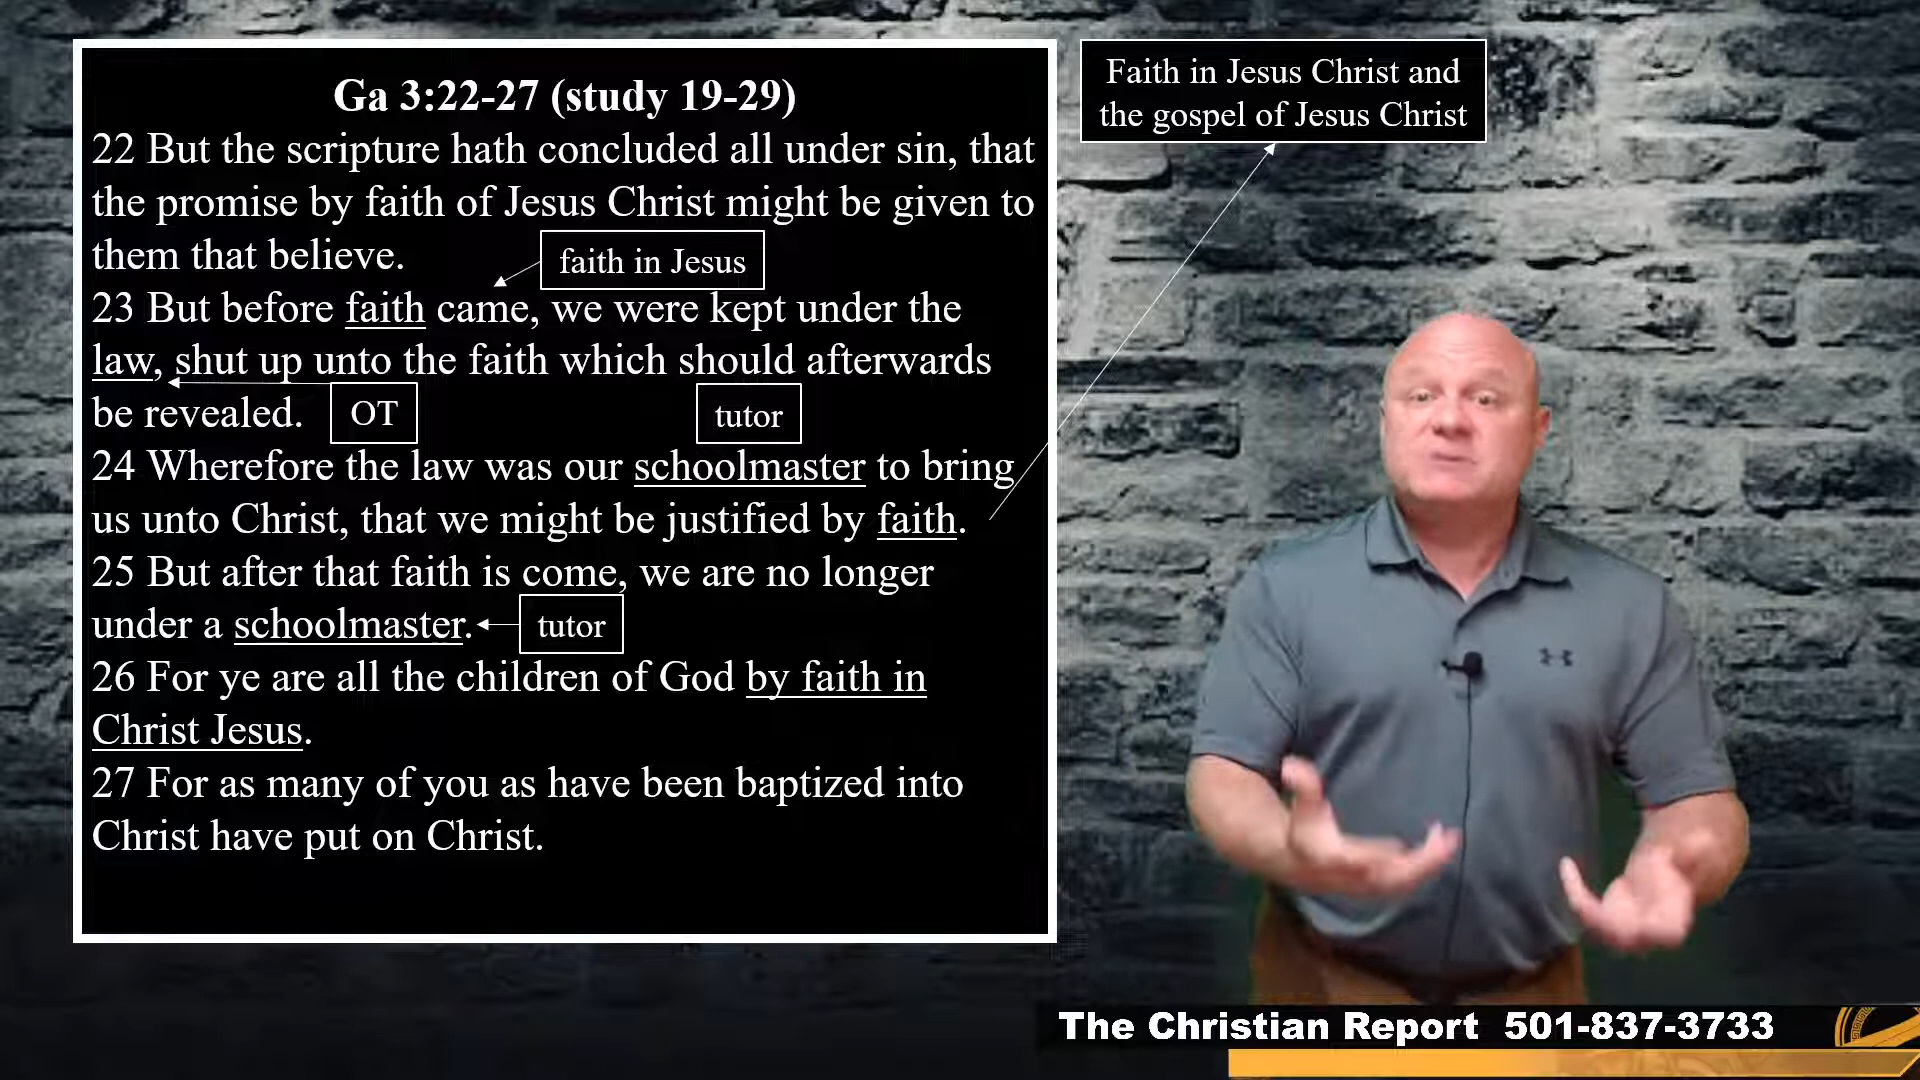 Ga 3:22-27 (study 19-29)
22 But the scripture hath concluded all under sin, that
the promise by faith of Jesus Christ might be given to
them that believe.
faith in Jesus
23 But before faith came, we were kept under the
law, shut up unto the faith which should afterwards
be revealed.
OT
tutor
24 Wherefore the law was our schoolmaster to bring
us unto Christ, that we might be justified by faith.
25 But after that faith is come, we are no longer
under a schoolmaster.
tutor
26 For ye are all the children of God by faith in
Christ Jesus.
27 For as many of you as have been baptized into
Christ have put on Christ.
Faith in Jesus Christ and
the gospel of Jesus Christ
The Christian Report 501-837-3733